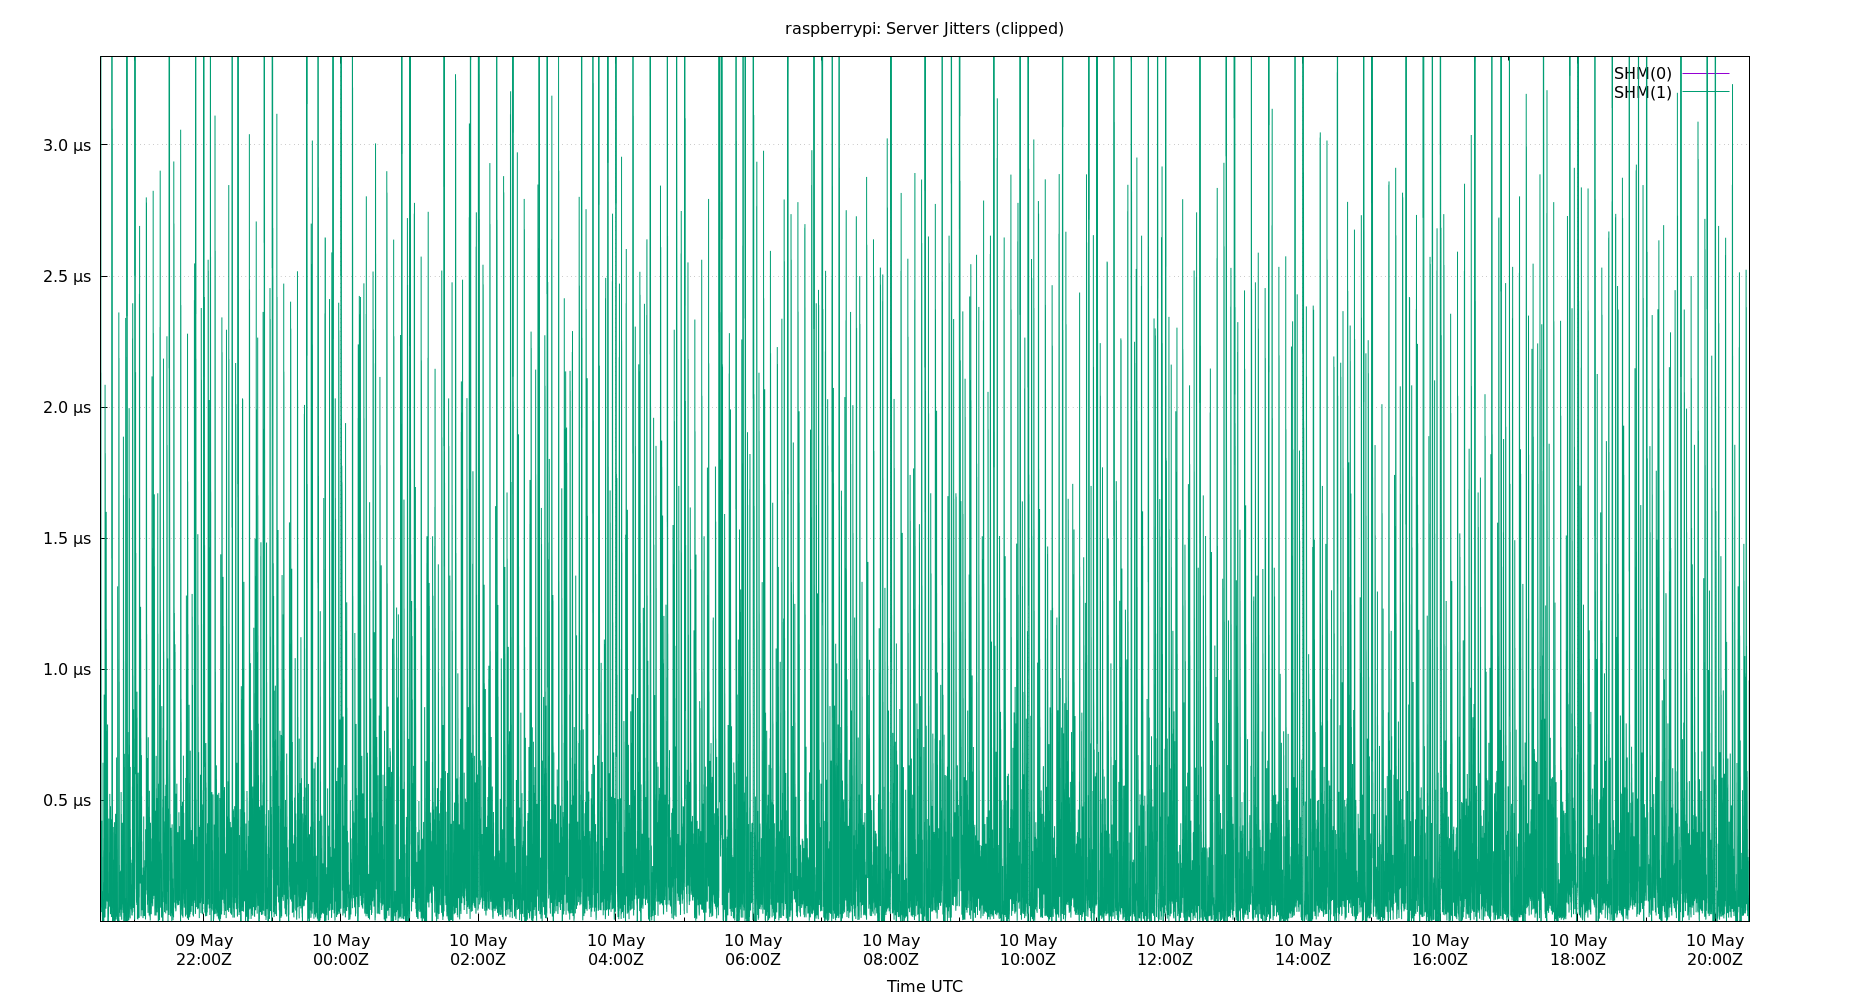 raspberrypi: Server Jitters (clipped)
SHM(0)
SHM(1)
3.0 µs
2.5 µs
2.0 µs
1.5 µs
1.0 µs
0.5 µs
09 May 10 May 10 May 10 May 10 May 10 May 10 May 10 May 10 May 10 May 10 May 10 May
22:00Z 00:00Z 02:00Z 04:00Z 06:00Z 08:00Z 10:00Z 12:00Z 14:00Z 16:00Z 18:00Z 20:00Z
Time UTC